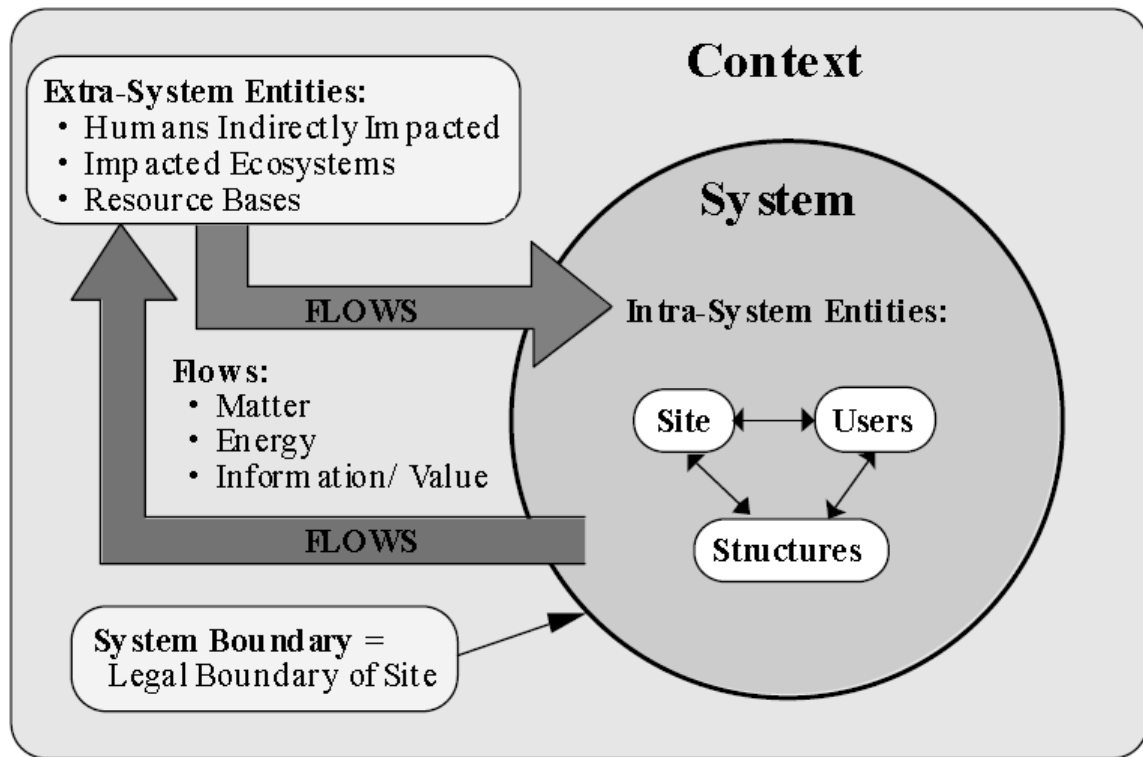 Context
Extra-System Entities:
• Humans Indirectly Impacted
• Impacted Ecosystems
• Resource Bases
System
FLOWS
Intra-System Entities:
Flows:
• Matter
• Energy
• Information/ Value
Site
Users
Structures
FLOWS
System Boundary =
Legal Boundary of Site